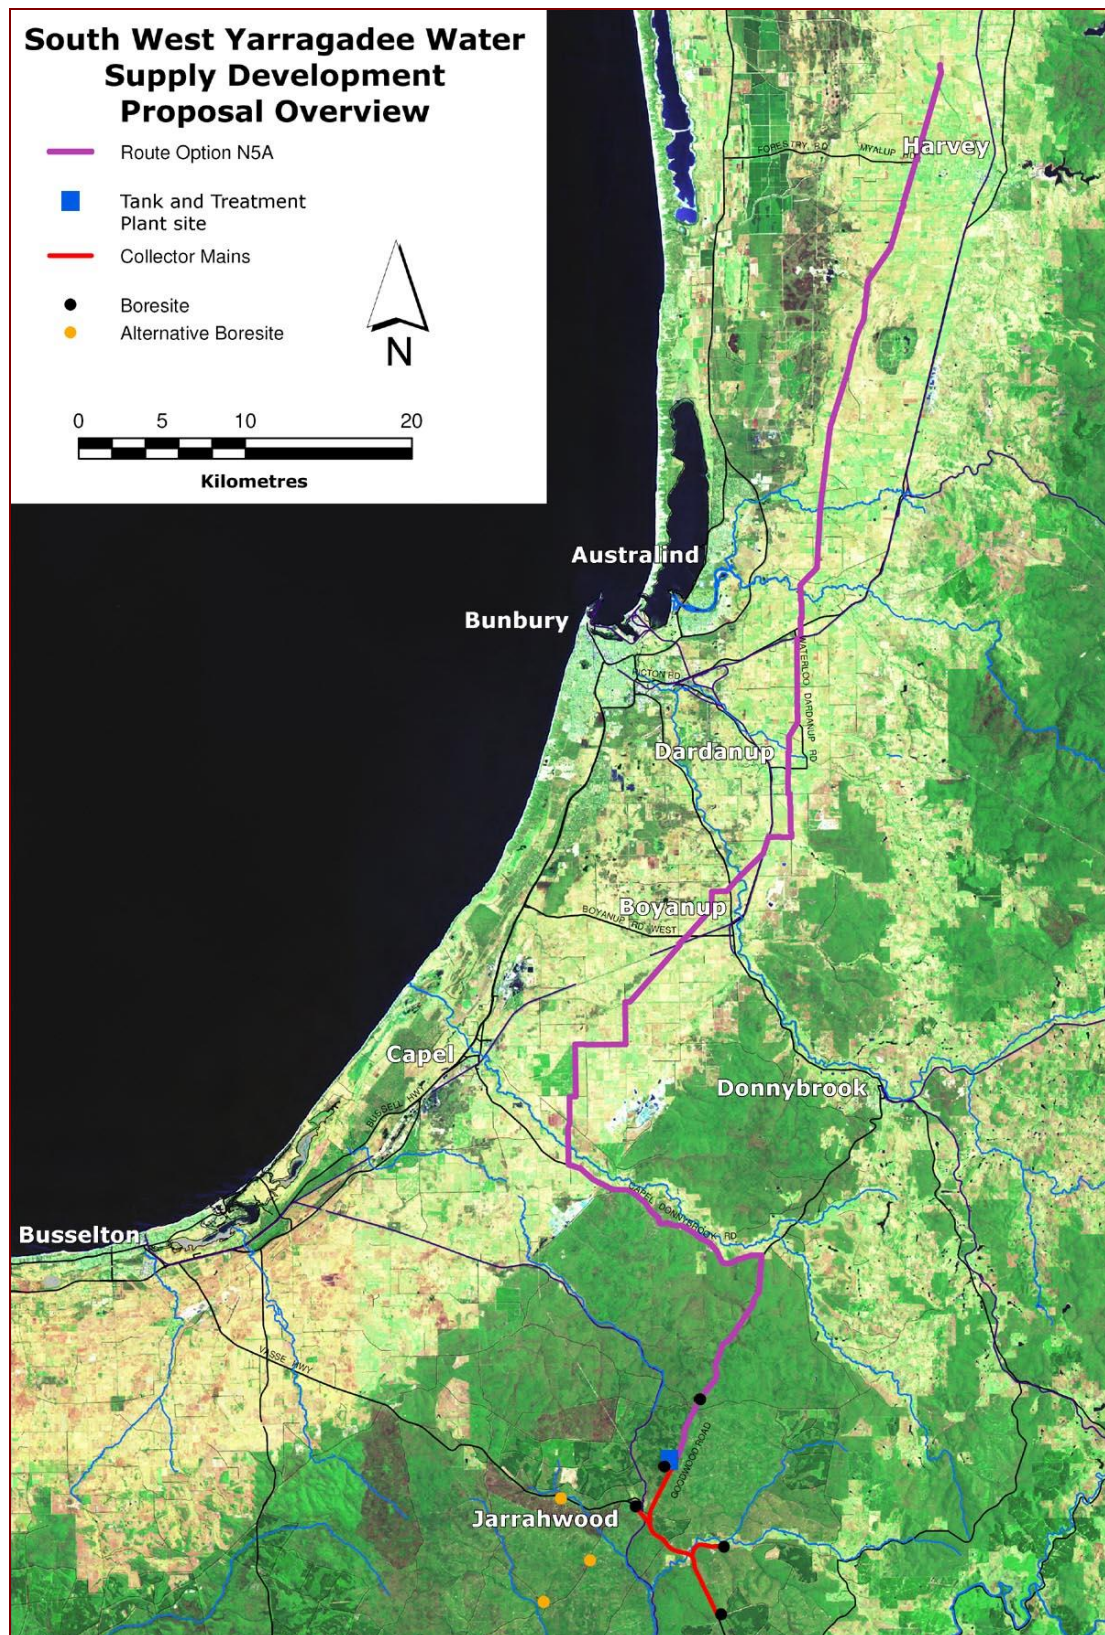 South West Yarragadee Water
Supply Development
Proposal Overview
Route Option N5A
Tank and Treatment
Plant site
Collector Mains
Boresite
Alternative Boresite
N
0 5 10 20
Kilometres
FORESTRY RD
MYALUP RD
Harvey
Australind
Bunbury
PICTON RD
WATERLOO DARDANUP RD
Dardanup
Boyanup
BOYANUP RD WEST
Capel
Donnybrook
BUSSELL HWY
CAPEL DONNYBROOK RD
Busselton
VASSE HWY
GOODWOOD ROAD
Jarrahwood